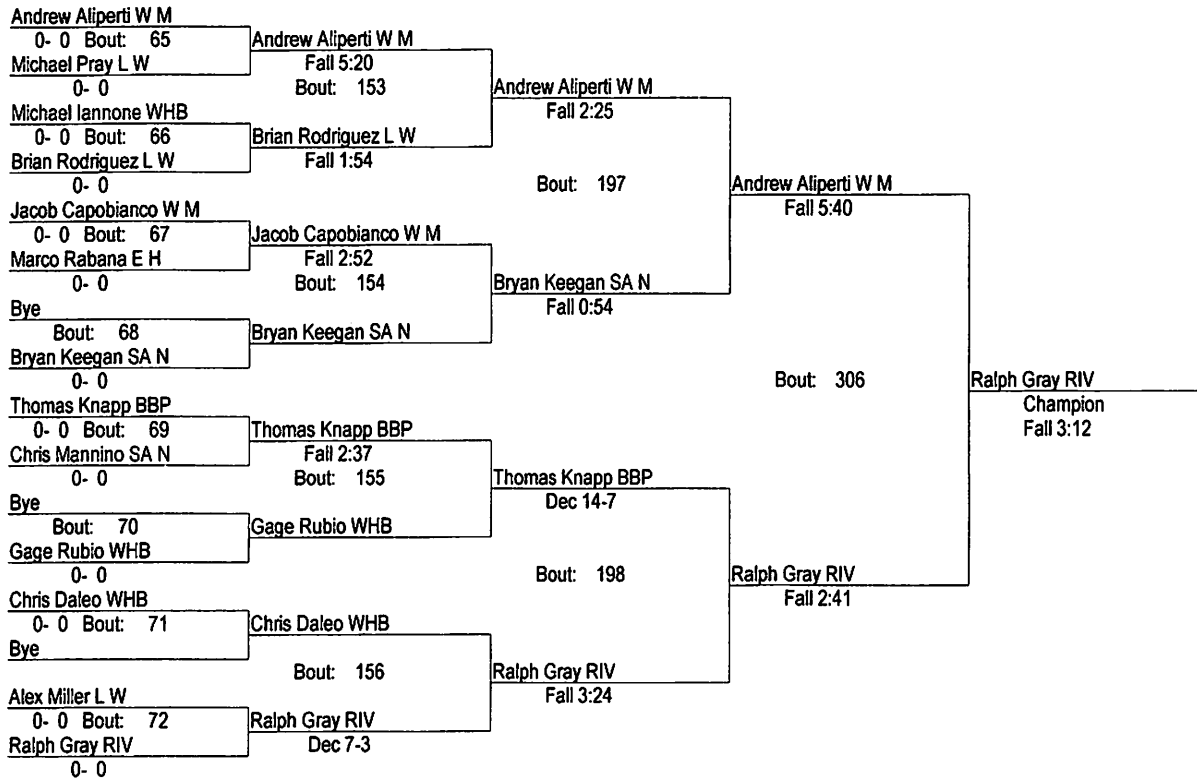 Andrew Aliperti W M
0- 0 Bout: 65
Michael Pray L W
0- 0
Michael Iannone WHB
0- 0 Bout: 66
Brian Rodriguez L W
0- 0
Jacob Capobianco W M
0- 0 Bout: 67
Marco Rabana E H
0- 0
Bye
Bout: 68
Bryan Keegan SA N
0- 0
Thomas Knapp BBP
0- 0 Bout: 69
Chris Mannino SA N
0- 0
Bye
Bout: 70
Gage Rubio WHB
0- 0
Chris Daleo WHB
0- 0 Bout: 71
Bye
Alex Miller L W
0- 0 Bout: 72
Ralph Gray RIV
0- 0
Andrew Aliperti W M
Fall 5:20
Bout: 153
Brian Rodriguez L W
Fall 1:54
Jacob Capobianco W M
Fall 2:52
Bout: 154
Bryan Keegan SA N
Thomas Knapp BBP
Fall 2:37
Bout: 155
Gage Rubio WHB
Chris Daleo WHB
Bout: 156
Ralph Gray RIV
Dec 7-3
Andrew Aliperti W M
Fall 2:25
Bout: 197
Bryan Keegan SA N
Fall 0:54
Thomas Knapp BBP
Dec 14-7
Bout: 198
Ralph Gray RIV
Fall 3:24
Andrew Aliperti W M
Fall 5:40
Bout: 306
Ralph Gray RIV
Fall 2:41
Ralph Gray RIV
Champion
Fall 3:12